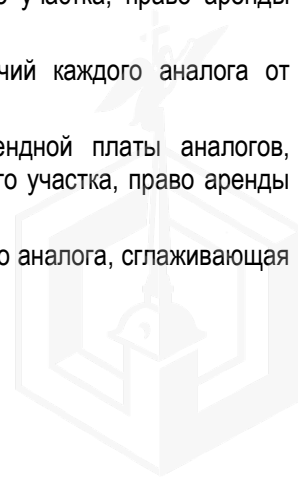 участка, право аренды
чий каждого аналога от
ендной платы аналогов,
го участка, право аренды
о аналога, сглаживающая